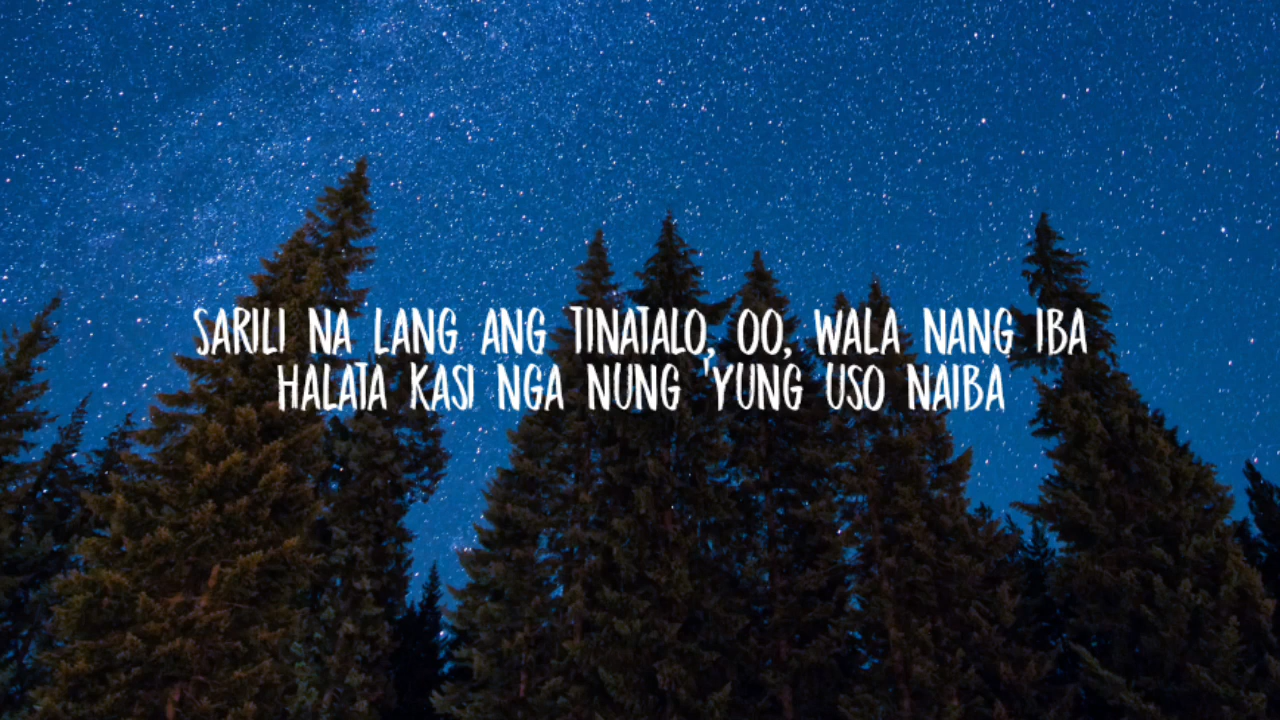 SARILI NA LANG ANG TINATALO, OO, WALA NANG IBA
HALATA KASI NGA NUNG 'YUNG USO NAIBA